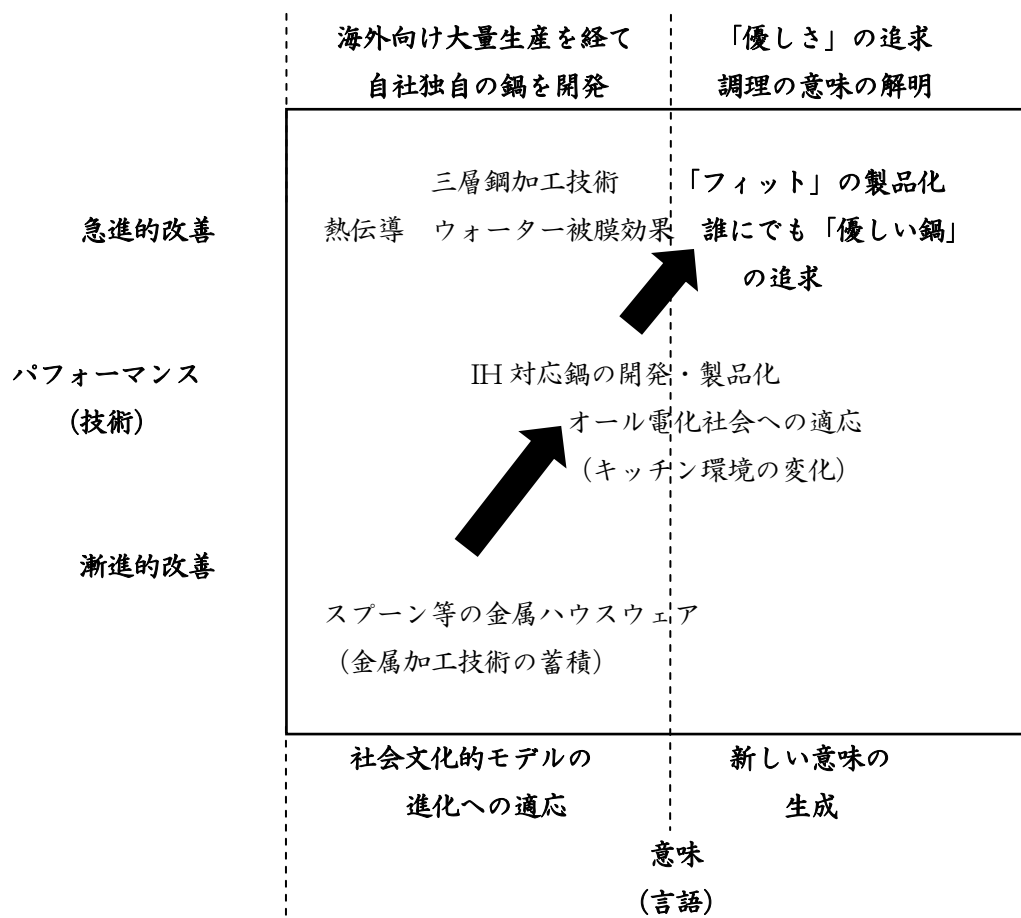 海外向け大量生産を経て
自社独自の鍋を開発
「優しさ」の追求
調理の意味の解明
三層鋼加工技術
「フィット」の製品化
急進的改善
熱伝導 ウォーター被膜効果
誰にでも「優しい鍋」
の追求
パフォーマンス
(技術)
IH 対応鍋の開発・製品化
オール電化社会への適応
(キッチン環境の変化)
漸進的改善
スプーン等の金属ハウスウェア
(金属加工技術の蓄積)
社会文化的モデルの
進化への適応
新しい意味の
生成
意味
(言語)